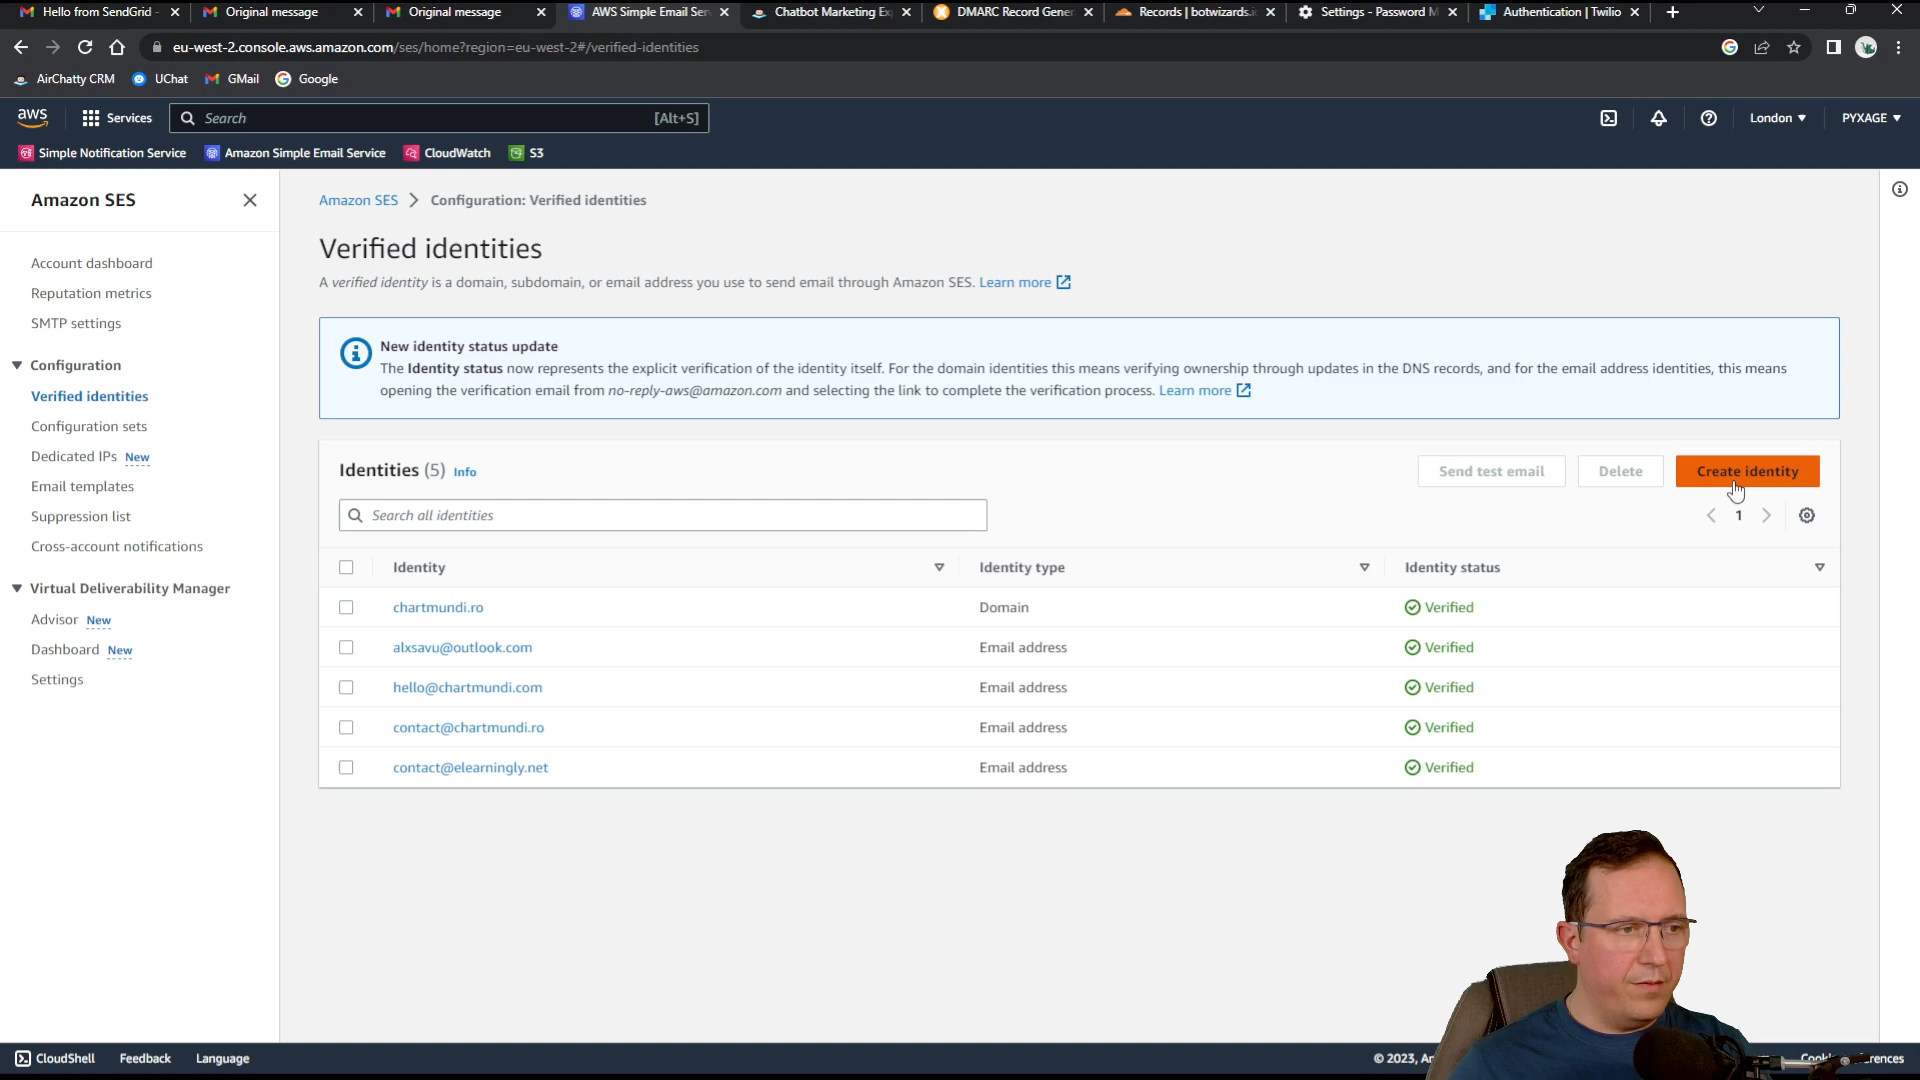 Hello from SendGrid -
Original message
Original message
AWS Simple Email Ser
Chatbot Marketing Ex
DMARC Record Gener
Records | botwizards.i
Settings - Password M
Authentication | Twilio
eu-west-2.console.aws.amazon.com/ses/home?region=eu-west-2#/verified-identities
AirChatty CRM
UChat
GMail
Google
aws
Services
Search
[Alt+S]
London
PYXAGE
Simple Notification Service
Amazon Simple Email Service
CloudWatch
S3
Amazon SES
Account dashboard
Reputation metrics
SMTP settings
Configuration
Verified identities
Configuration sets
Dedicated IPs New
Email templates
Suppression list
Cross-account notifications
Virtual Deliverability Manager
Advisor New
Dashboard New
Settings
Amazon SES > Configuration: Verified identities
Verified identities
A verified identity is a domain, subdomain, or email address you use to send email through Amazon SES. Learn more
New identity status update
The Identity status now represents the explicit verification of the identity itself. For the domain identities this means verifying ownership through updates in the DNS records, and for the email address identities, this means
opening the verification email from no-reply-aws@amazon.com and selecting the link to complete the verification process. Learn more
Identities (5) Info
Send test email
Delete
Create identity
Search all identities
1
Identity
Identity type
Identity status
chartmundi.ro
Domain
Verified
alxsavu@outlook.com
Email address
Verified
hello@chartmundi.com
Email address
Verified
contact@chartmundi.ro
Email address
Verified
contact@elearningly.net
Email address
Verified
CloudShell
Feedback
Language
© 2023,